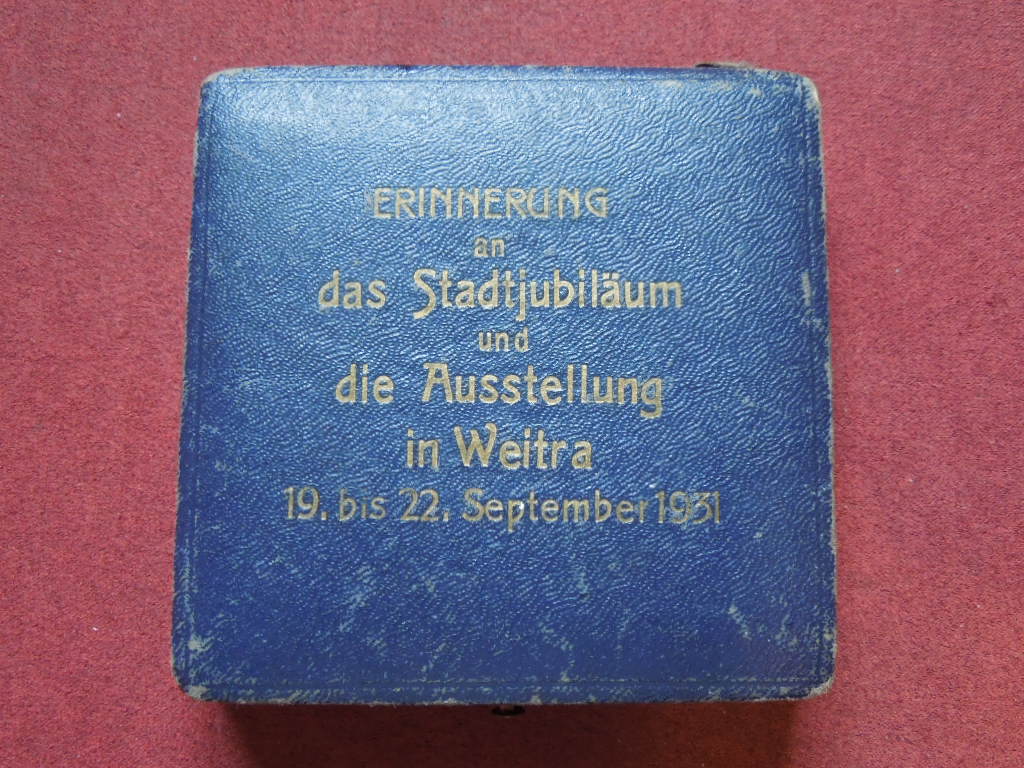 ERINNERUNG
an
das Stadtjubiläum
und
die Ausstellung
in Weitra
19. bis 22. September 1931